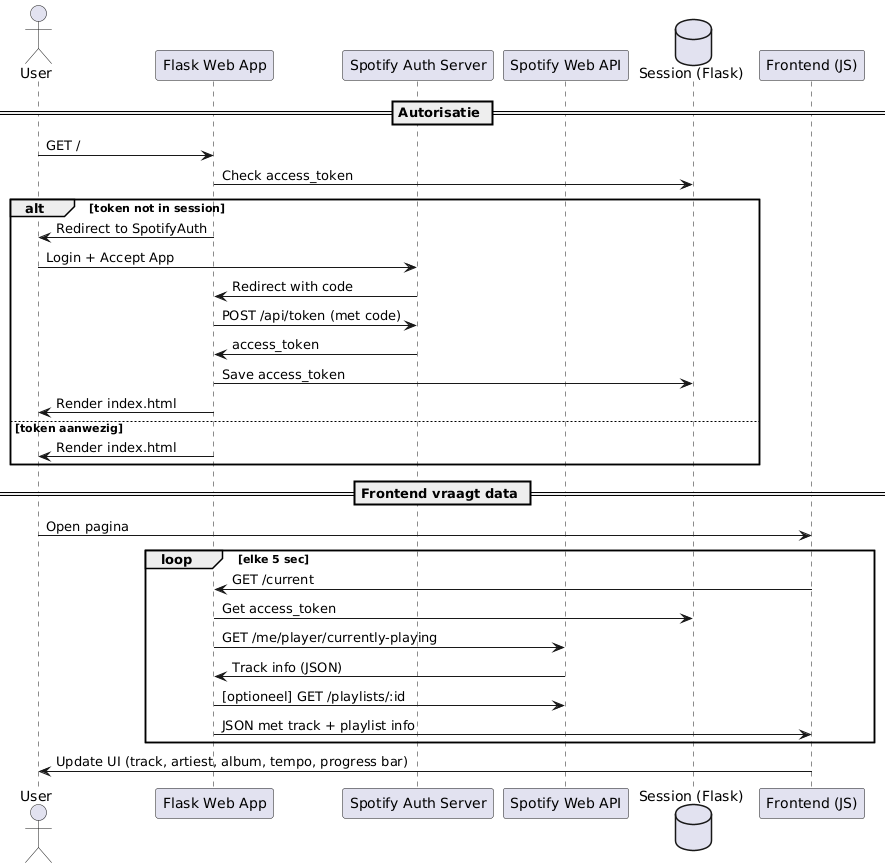 User
Flask Web App
Spotify Auth Server
Spotify Web API
Session (Flask)
Frontend (JS)
Autorisatie
GET /
Check access_token
alt
[token not in session]
Redirect to SpotifyAuth
Login + Accept App
Redirect with code
POST /api/token (met code)
access_token
Save access_token
Render index.html
[token aanwezig]
Render index.html
Frontend vraagt data
Open pagina
loop
[elke 5 sec]
GET /current
Get access_token
GET /me/player/currently-playing
Track info (JSON)
[optioneel] GET /playlists/:id
JSON met track + playlist info
Update UI (track, artiest, album, tempo, progress bar)
User
Flask Web App
Spotify Auth Server
Spotify Web API
Session (Flask)
Frontend (JS)